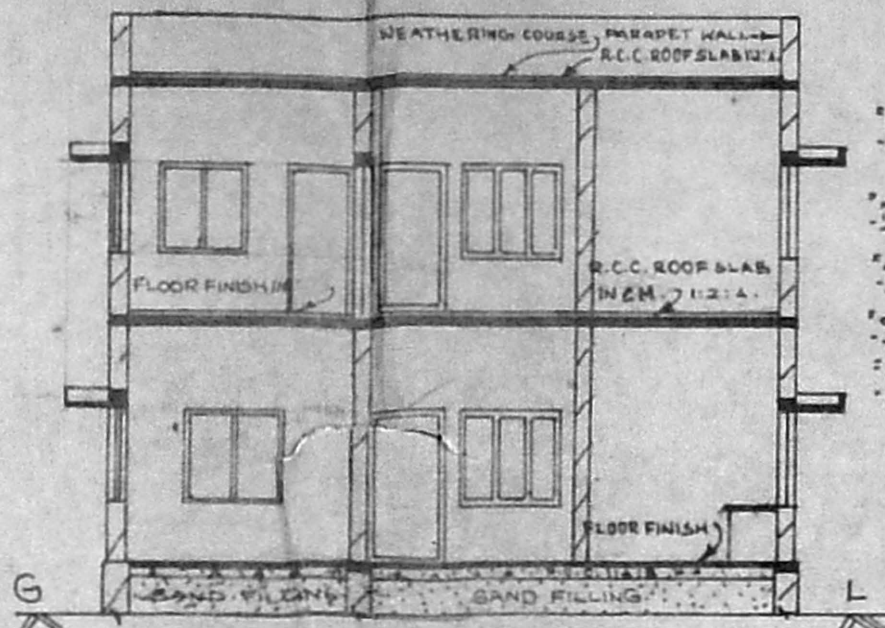 WEATHERING COURSE, PARAPET WALL
R.C.C. ROOF SLAB 1:2:4
FLOOR FINISH IN
R.C.C. ROOF SLAB
IN CM 1:2:4.
FLOOR FINISH
G
SAND FILLING
SAND FILLING
L